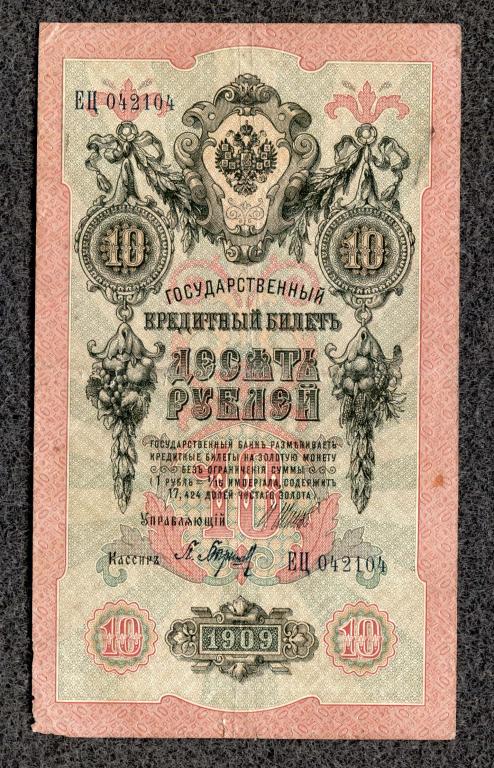 ЕЦ 042104
10 10
ГОСУДАРСТВЕННЫЙ
КРЕДИТНЫЙ БИЛЕТЪ
ДЕСЯТЬ
РУБЛЕЙ
ГОСУДАРСТВЕННЫЙ БАНКЪ РАЗМѢНИВАЕТЪ
КРЕДИТНЫЕ БИЛЕТЫ НА ЗОЛОТУЮ МОНЕТУ
БЕЗЪ ОГРАНИЧЕНІЯ СУММЫ
(1 РУБЛЬ = 1/15 ИМПЕРІАЛА, СОДЕРЖИТЪ
17,424 ДОЛЕЙ ЧИСТАГО ЗОЛОТА).
10
Управляющій
Кассиръ
ЕЦ 042104
10 1909 10